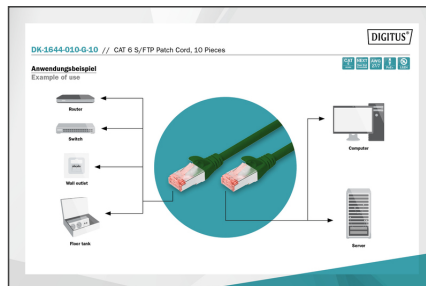 DIGITUS®
DK-1644-010-G-10 // CAT 6 S/FTP Patch Cord, 10 Pieces
Anwendungsbeispiel
Example of use
CAT
Router
Switch
Wall outlet
Floor tank
Computer
Server